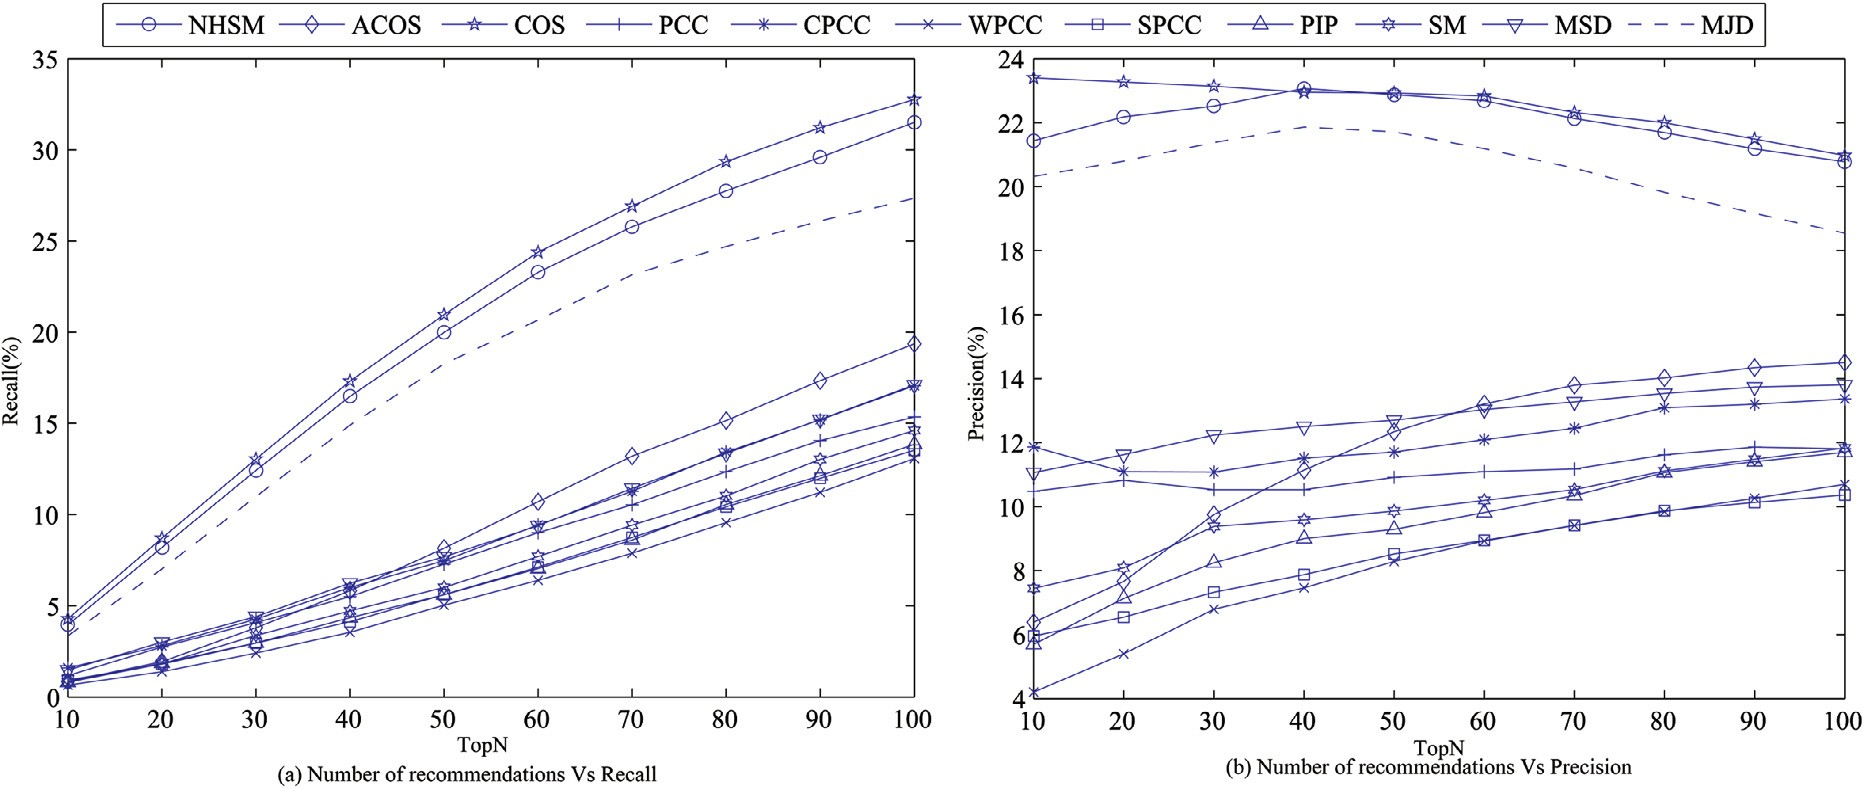 NHSM ACOS COS PCC CPCC WPCC SPCC PIP SM MSD MJD
35
30
25
20
15
10
5
0
Recall(%)
10 20 30 40 50 60 70 80 90 100
TopN
(a) Number of recommendations Vs Recall
24
22
20
18
16
14
12
10
8
6
4
Precision(%)
10 20 30 40 50 60 70 80 90 100
TopN
(b) Number of recommendations Vs Precision